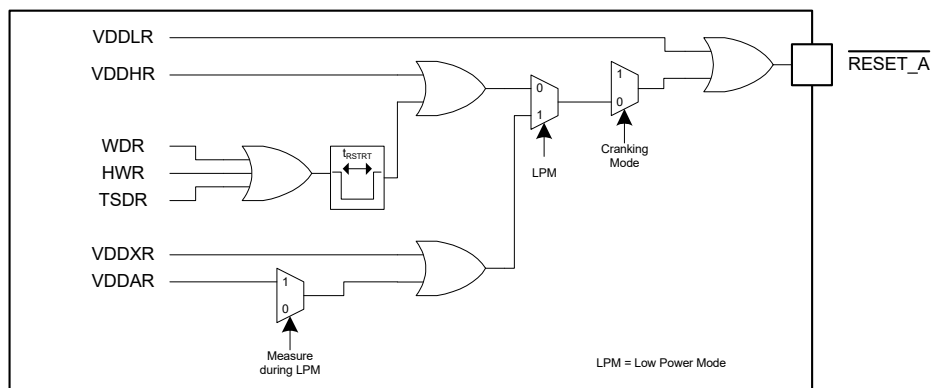 VDDLR
VDDHR
WDR
HWR
TSDR
tRSTRT
VDDXR
VDDAR
1
0
Measure
during LPM
0
1
LPM
1
0
Cranking
Mode
RESET_A
LPM = Low Power Mode